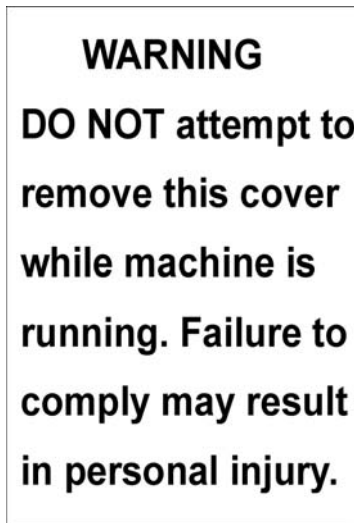 WARNING
DO NOT attempt to
remove this cover
while machine is
running. Failure to
comply may result
in personal injury.